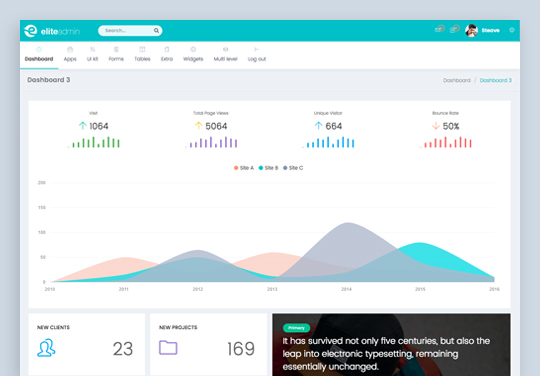 eliteadmin
Search...
Steave
Dashboard Apps UI kit Forms Tables Extra Widgets Multi level Log out
Dashboard 3
Dashboard / Dashboard 3
Visit
1064
Total Page Views
5064
Unique Visitor
664
Bounce Rate
50%
Site A Site B Site C
200
150
100
50
0
2010 2011 2012 2013 2014 2015 2016
NEW CLIENTS
23
NEW PROJECTS
169
Primary
It has survived not only five centuries, but also the
leap into electronic typesetting, remaining
essentially unchanged.